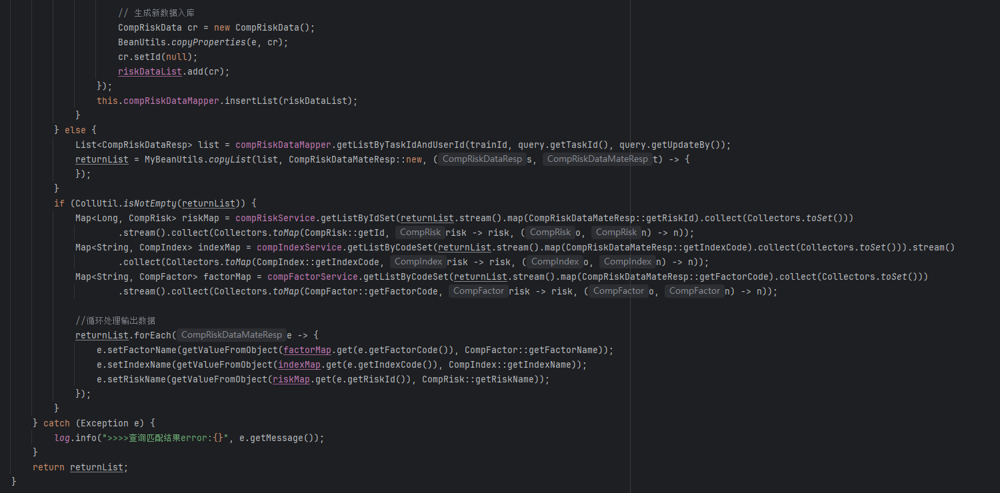 // 生成新数据入库
CompRiskData cr = new CompRiskData();
BeanUtils.copyProperties(e, cr);
cr.setId(null);
riskDataList.add(cr);
});
this.compRiskDataMapper.insertList(riskDataList);
}
} else {
List<CompRiskDataResp> list = compRiskDataMapper.getListByTaskIdAndUserId(trainId, query.getTaskId(), query.getUpdateBy());
returnList = MyBeanUtils.copyList(list, CompRiskDataMateResp::new, (CompRiskDataResp s, CompRiskDataMateResp t) -> {
});
}
if (CollUtil.isNotEmpty(returnList)) {
Map<Long, CompRisk> riskMap = compRiskService.getListByIdSet(returnList.stream().map(CompRiskDataMateResp::getRiskId).collect(Collectors.toSet()))
.stream().collect(Collectors.toMap(CompRisk::getId, CompRisk risk -> risk, (CompRisk o, CompRisk n) -> n));
Map<String, CompIndex> indexMap = compIndexService.getListByCodeSet(returnList.stream().map(CompRiskDataMateResp::getIndexCode).collect(Collectors.toSet())).stream()
.collect(Collectors.toMap(CompIndex::getIndexCode, CompIndex risk -> risk, (CompIndex o, CompIndex n) -> n));
Map<String, CompFactor> factorMap = compFactorService.getListByCodeSet(returnList.stream().map(CompRiskDataMateResp::getFactorCode).collect(Collectors.toSet()))
.stream().collect(Collectors.toMap(CompFactor::getFactorCode, CompFactor risk -> risk, (CompFactor o, CompFactor n) -> n));
//循环处理输出数据
returnList.forEach(CompRiskDataMateResp e -> {
e.setFactorName(getValueFromObject(factorMap.get(e.getFactorCode()), CompFactor::getFactorName));
e.setIndexName(getValueFromObject(indexMap.get(e.getIndexCode()), CompIndex::getIndexName));
e.setRiskName(getValueFromObject(riskMap.get(e.getRiskId()), CompRisk::getRiskName));
});
}
} catch (Exception e) {
log.info(">>>>查询匹配结果error:{}", e.getMessage());
}
return returnList;
}